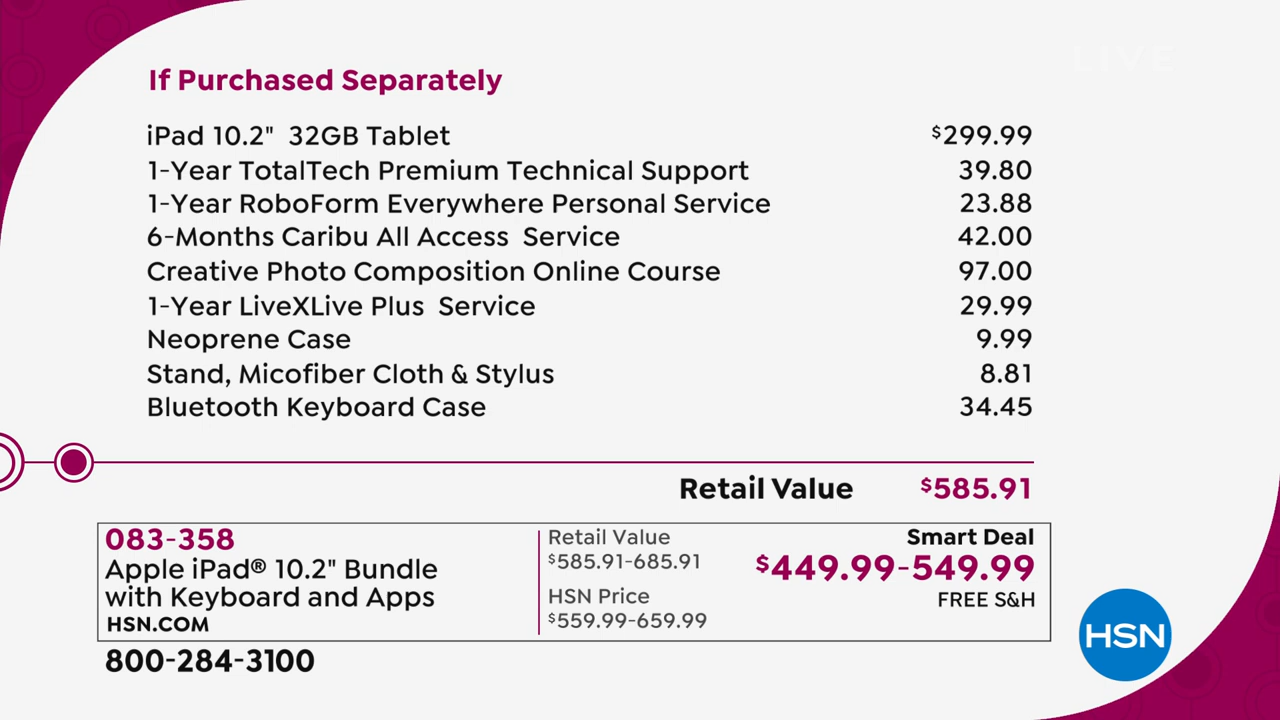 LIVE
If Purchased Separately
iPad 10.2" 32GB Tablet $299.99
1-Year TotalTech Premium Technical Support 39.80
1-Year RoboForm Everywhere Personal Service 23.88
6-Months Caribu All Access Service 42.00
Creative Photo Composition Online Course 97.00
1-Year LiveXLive Plus Service 29.99
Neoprene Case 9.99
Stand, Micofiber Cloth & Stylus 8.81
Bluetooth Keyboard Case 34.45
Retail Value $585.91
083-358
Apple iPad® 10.2" Bundle
with Keyboard and Apps
HSN.COM
Retail Value
$585.91-685.91
HSN Price
$559.99-659.99
Smart Deal
$449.99-549.99
FREE S&H
HSN
800-284-3100